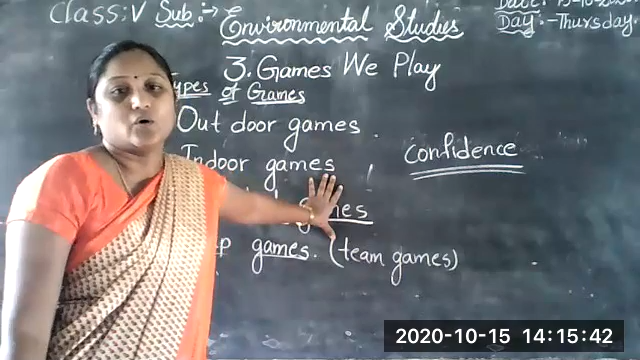 Class:V Sub:→ Environmental Studies
Day:-Thursday.
3. Games We Play
Types of Games
Out door games
Indoor games
Confidence
games. (team games)
2020-10-15 14:15:42